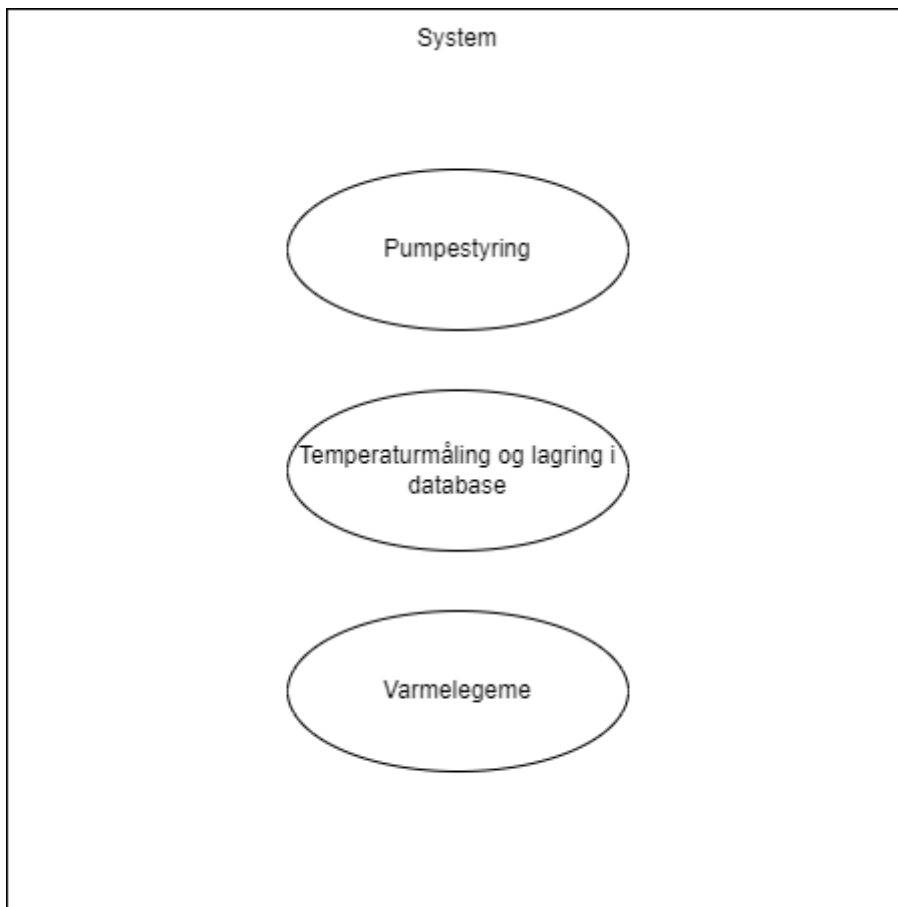 System
Pumpestyring
Temperaturmåling og lagring i
database
Varmelegeme